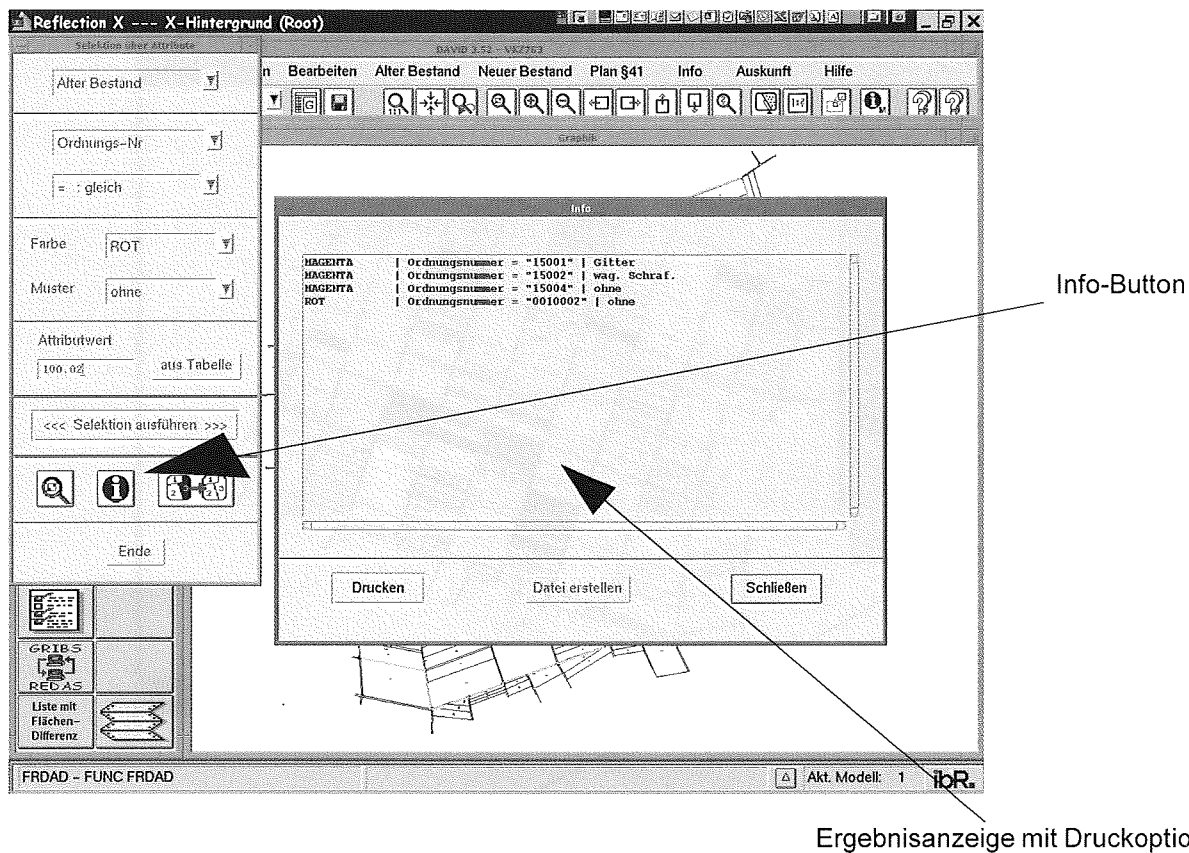 Reflection X --- X-Hintergrund (Root)
Selektion über Attribute
DAVID 3.52 - VKZ763
n Bearbeiten Alter Bestand Neuer Bestand Plan §41 Info Auskunft Hilfe
Alter Bestand
Graphik
Ordnungs-Nr
= : gleich
Farbe ROT
Muster ohne
Attributwert
100.02 aus Tabelle
<<< Selektion ausführen >>>
Ende
Info
MAGENTA | Ordnungsnummer = "15001" | Gitter
MAGENTA | Ordnungsnummer = "15002" | wag. Schraf.
MAGENTA | Ordnungsnummer = "15004" | ohne
ROT | Ordnungsnummer = "0010002" | ohne
Drucken Datei erstellen Schließen
Info-Button
GRIBS
REDAS
Liste mit
Flächen-
Differenz
FRDAD - FUNC FRDAD
Akt. Modell: 1 ibR.
Ergebnisanzeige mit Druckoptio